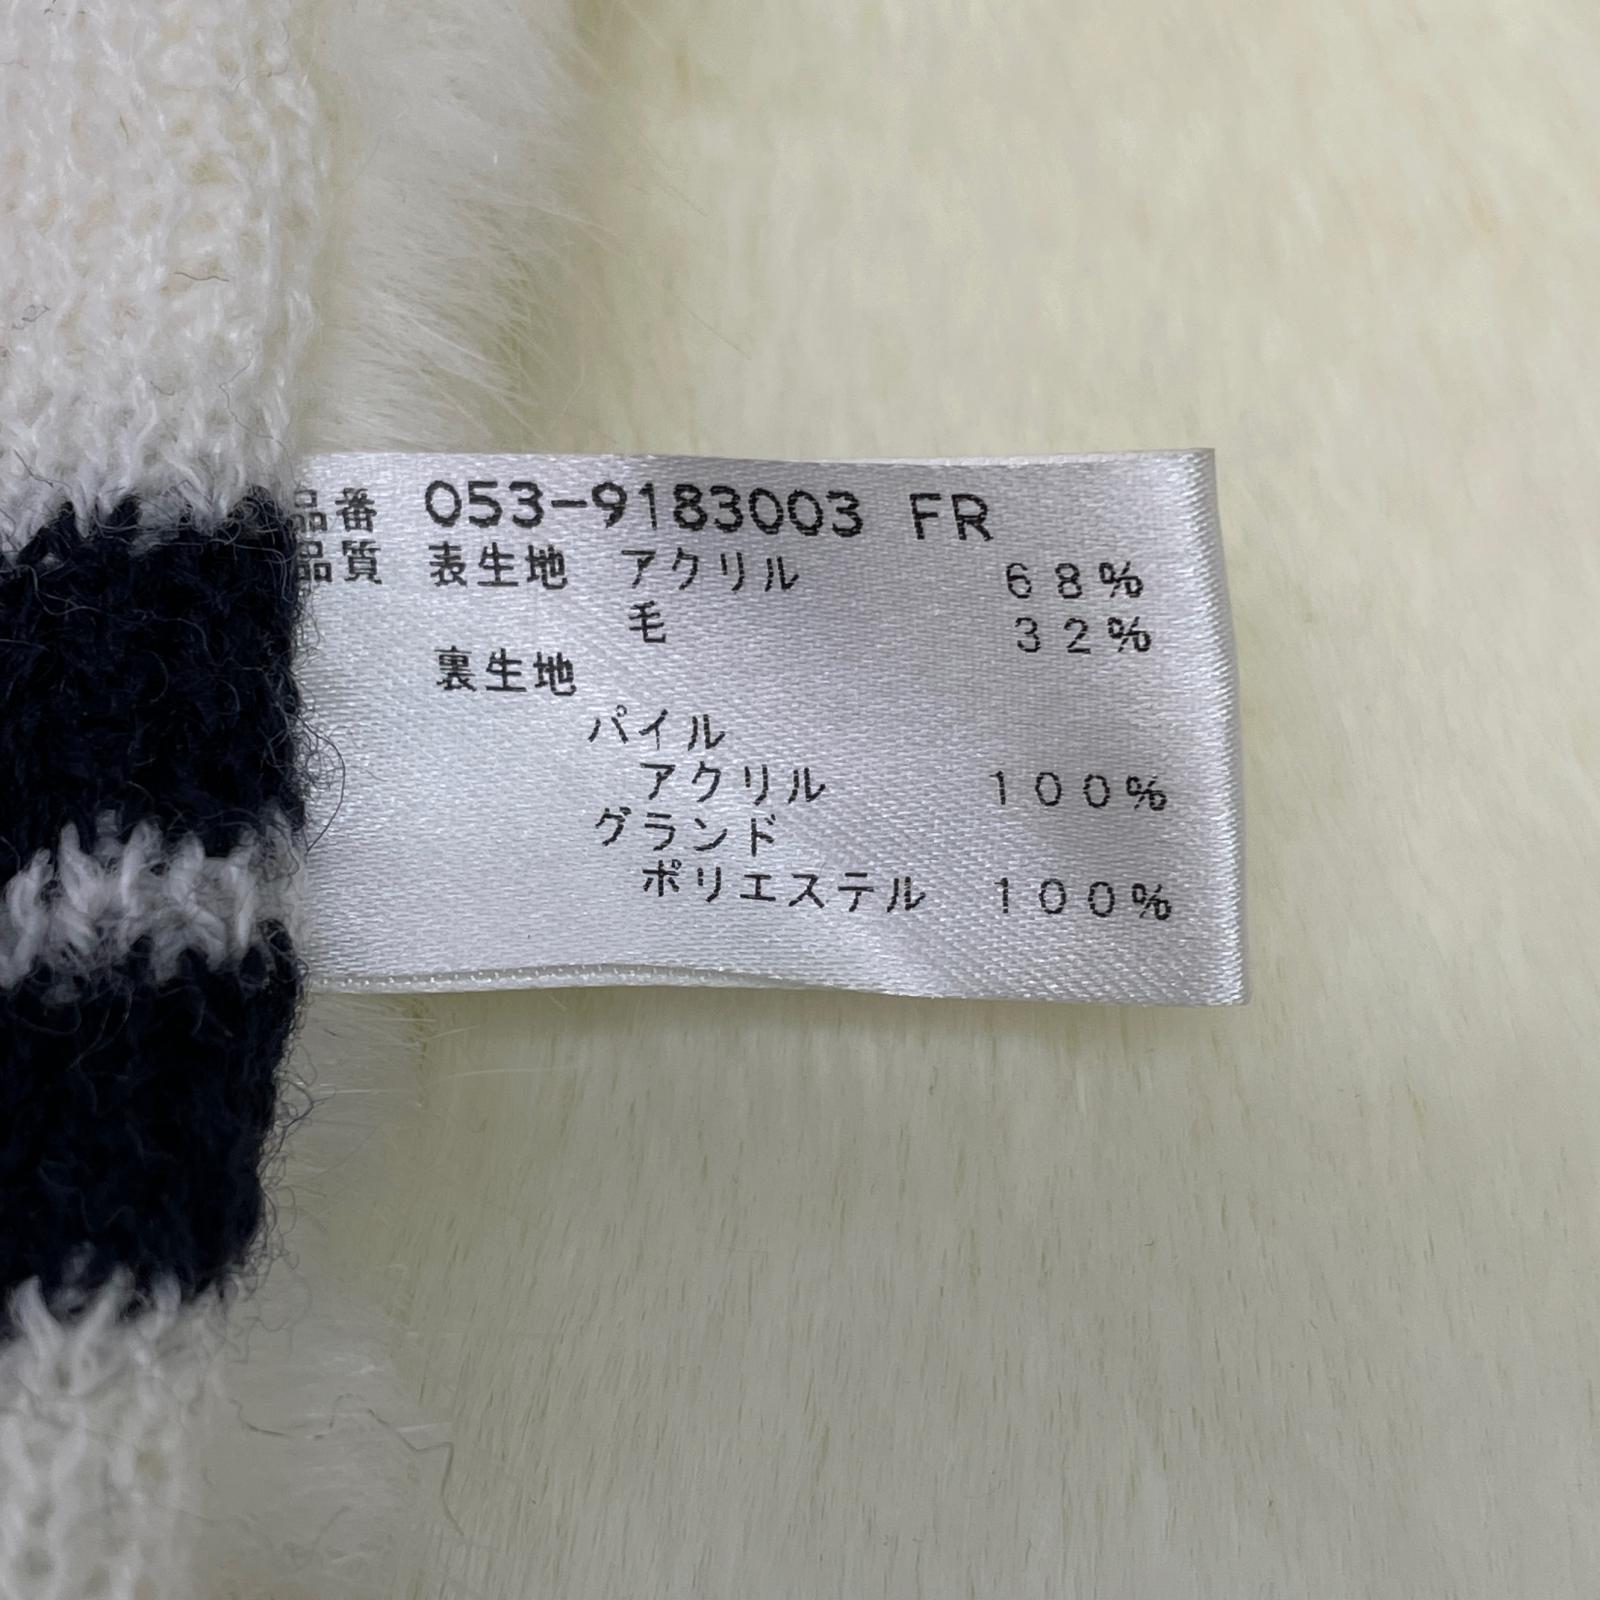 品番 053-9183003 FR
品質 表生地 アクリル 68%
毛 32%
裏生地
パイル
アクリル 100%
グランド
ポリエステル 100%